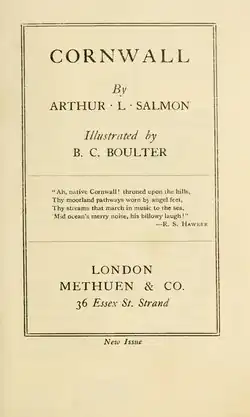 CORNWALL
By
ARTHUR · L · SALMON
Illustrated by
B. C. BOULTER
"Ah, native Cornwall! throned upon the hills,
Thy moorland pathways worn by angel feet,
Thy streams that march in music to the sea,
'Mid ocean's merry noise, his billowy laugh!"
—R. S. HAWKER
LONDON
METHUEN & CO.
36 Essex St. Strand
New Issue